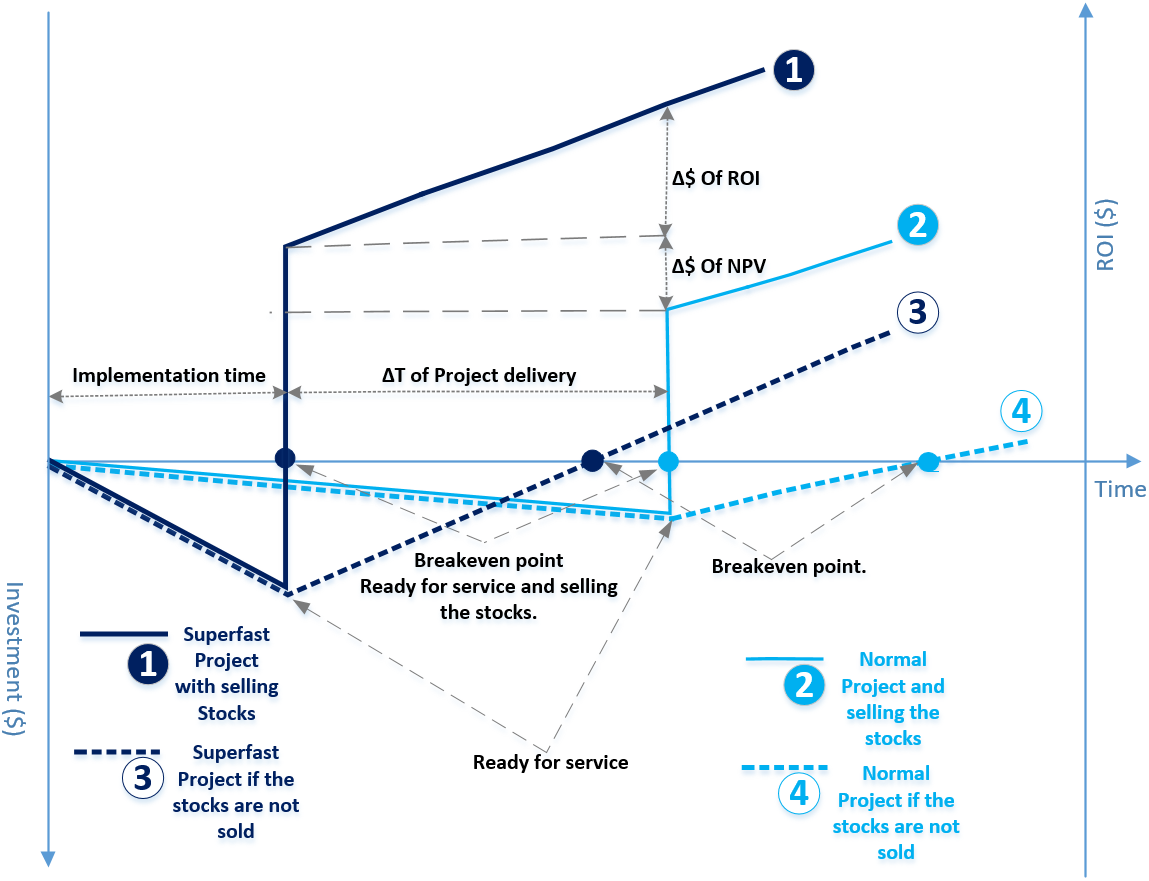 1
Δ$ Of ROI
2
ROI ($)
Δ$ Of NPV
3
Implementation time
ΔT of Project delivery
4
Time
Breakeven point
Ready for service and selling
the stocks.
Breakeven point.
Investment ($)
Superfast
Project
with selling
Stocks
1
Normal
Project and
selling the
stocks
2
Ready for service
Superfast
Project if the
stocks are not
sold
3
Normal
Project if the
stocks are not
sold
4